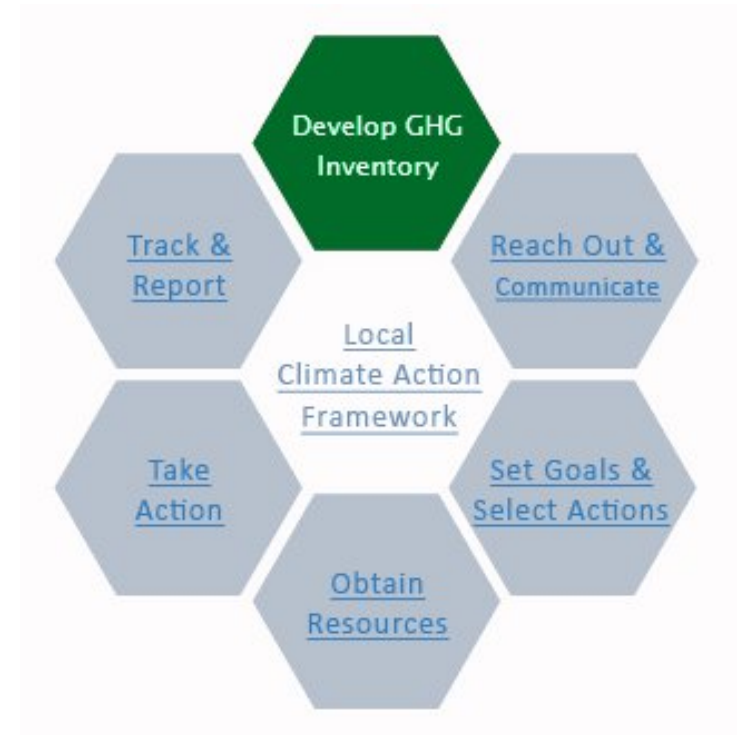 Develop GHG
Inventory
Reach Out &
Communicate
Set Goals &
Select Actions
Obtain
Resources
Take
Action
Track &
Report
Local
Climate Action
Framework